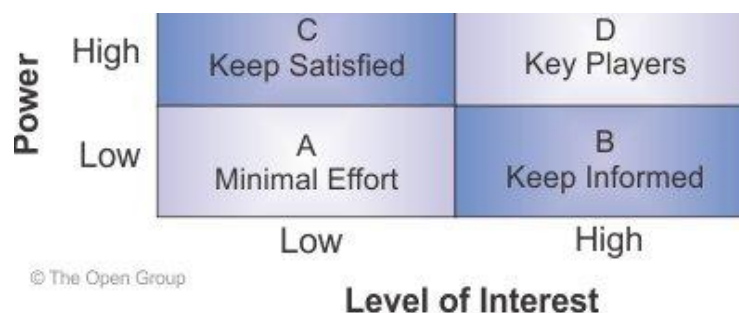 C
Keep Satisfied
D
Key Players
High
Power
Low
A
Minimal Effort
B
Keep Informed
Low
High
© The Open Group
Level of Interest